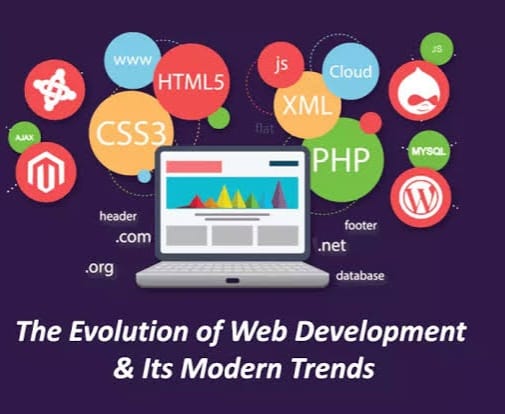 www
HTML5
js
Cloud
JS
XML
CSS3
AJAX
flat
PHP
MYSQL
header
.com
.org
footer
.net
database
The Evolution of Web Development
& Its Modern Trends